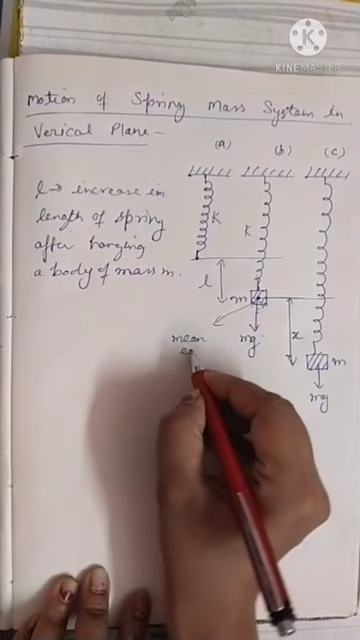 KINEMASTER
Motion of Spring Mass System in
Verical Plane -
(a) (b) (c)
l → increase in
length of spring
after hanging
a body of mass m.
K
K
l
m
mg
x
m
mg
mean